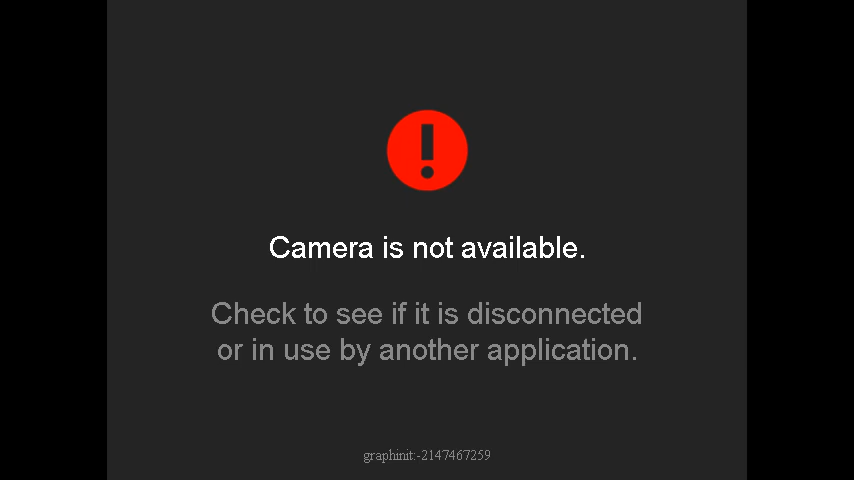 Camera is not available.
Check to see if it is disconnected
or in use by another application.
graphinit:-2147467259